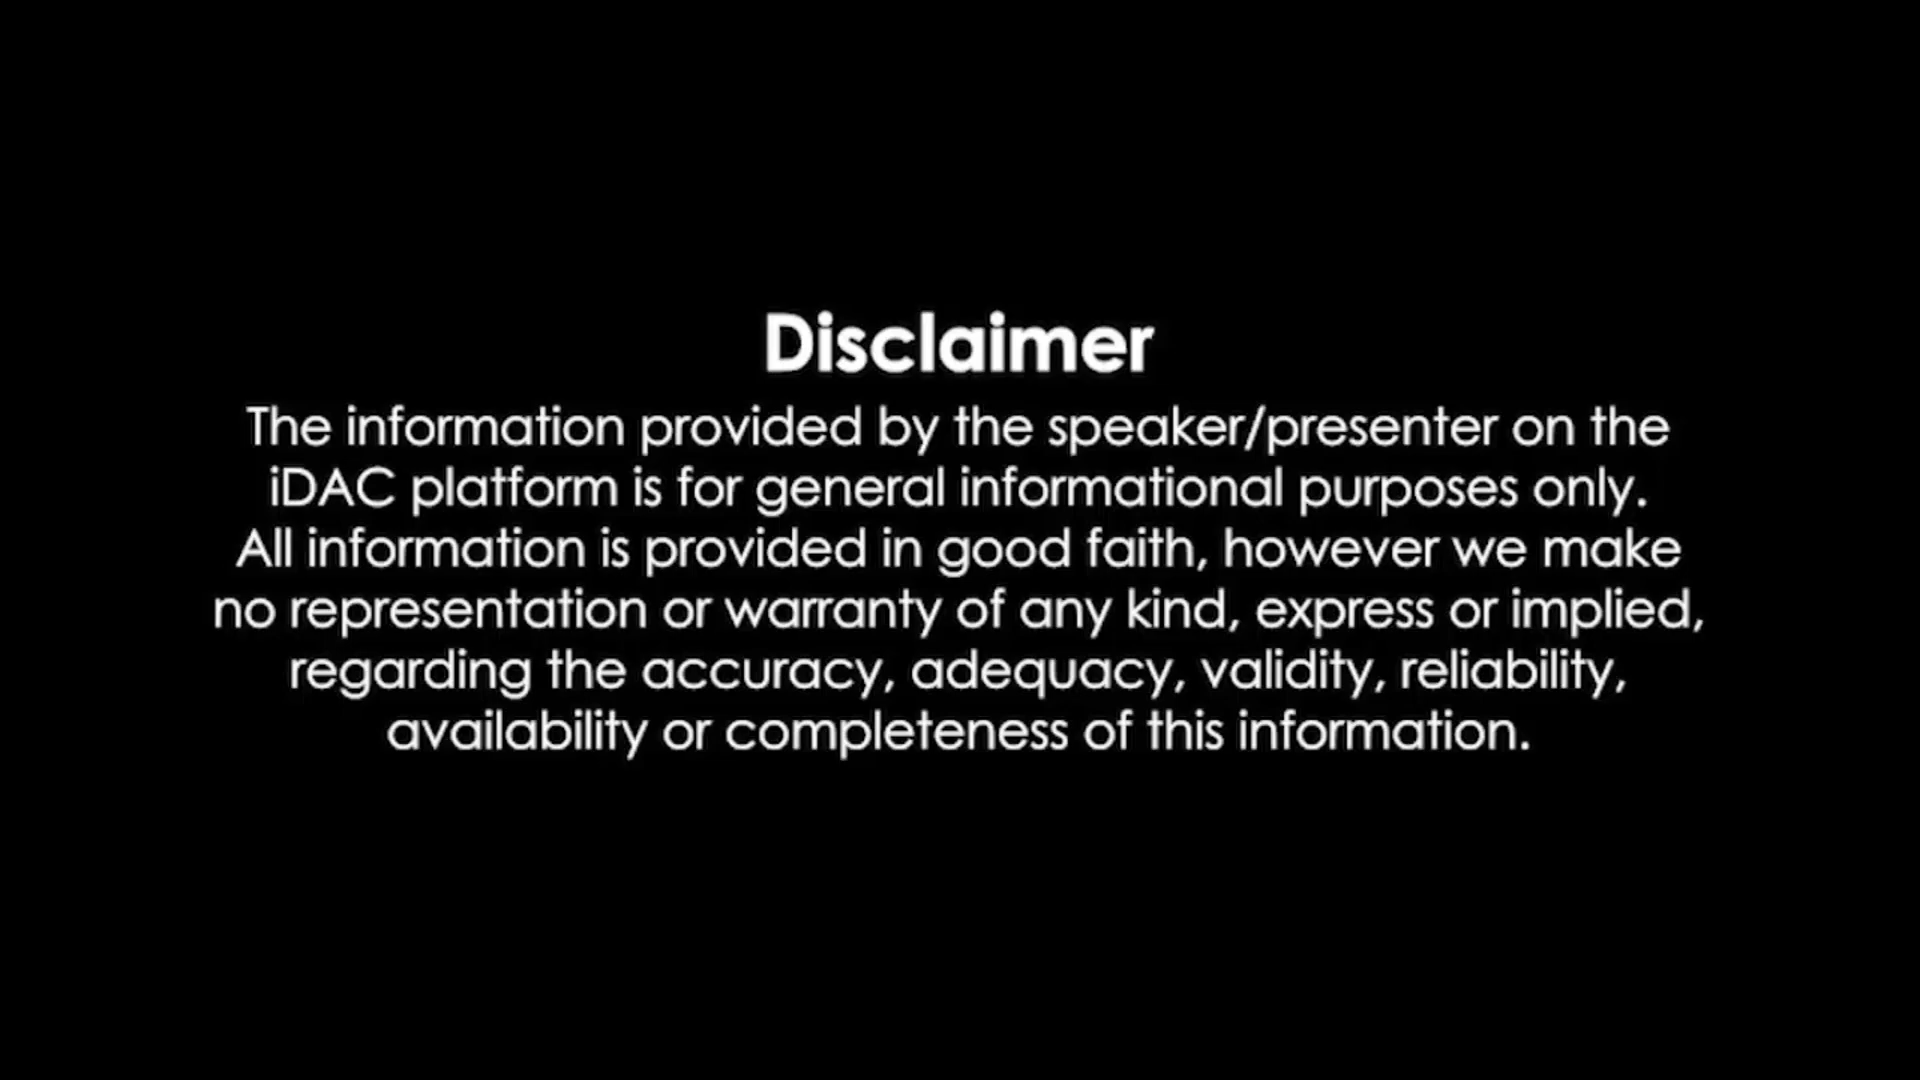 Disclaimer
The information provided by the speaker/presenter on the
iDAC platform is for general informational purposes only.
All information is provided in good faith, however we make
no representation or warranty of any kind, express or implied,
regarding the accuracy, adequacy, validity, reliability,
availability or completeness of this information.